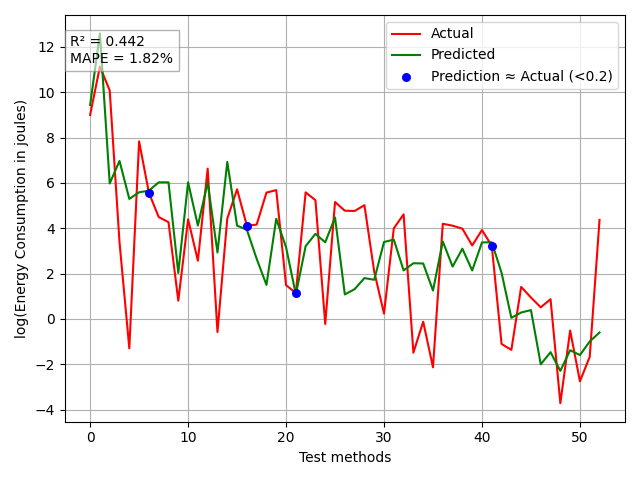 R² = 0.442
MAPE = 1.82%
Actual
Predicted
Prediction ≈ Actual (<0.2)
log(Energy Consumption in joules)
12
10
8
6
4
2
0
−2
−4
0 10 20 30 40 50
Test methods